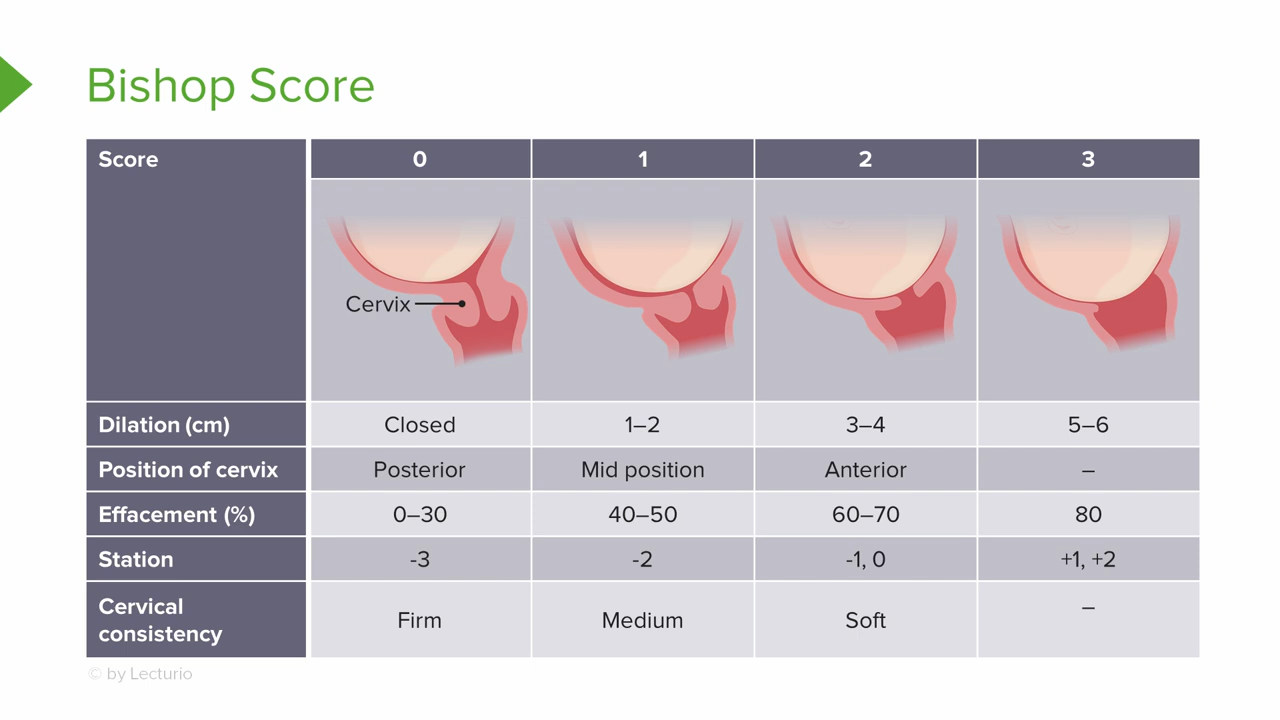 Bishop Score
Score 0 1 2 3
Cervix
Dilation (cm) Closed 1–2 3–4 5–6
Position of cervix Posterior Mid position Anterior –
Effacement (%) 0–30 40–50 60–70 80
Station -3 -2 -1, 0 +1, +2
Cervical
consistency Firm Medium Soft –
© by Lecturio